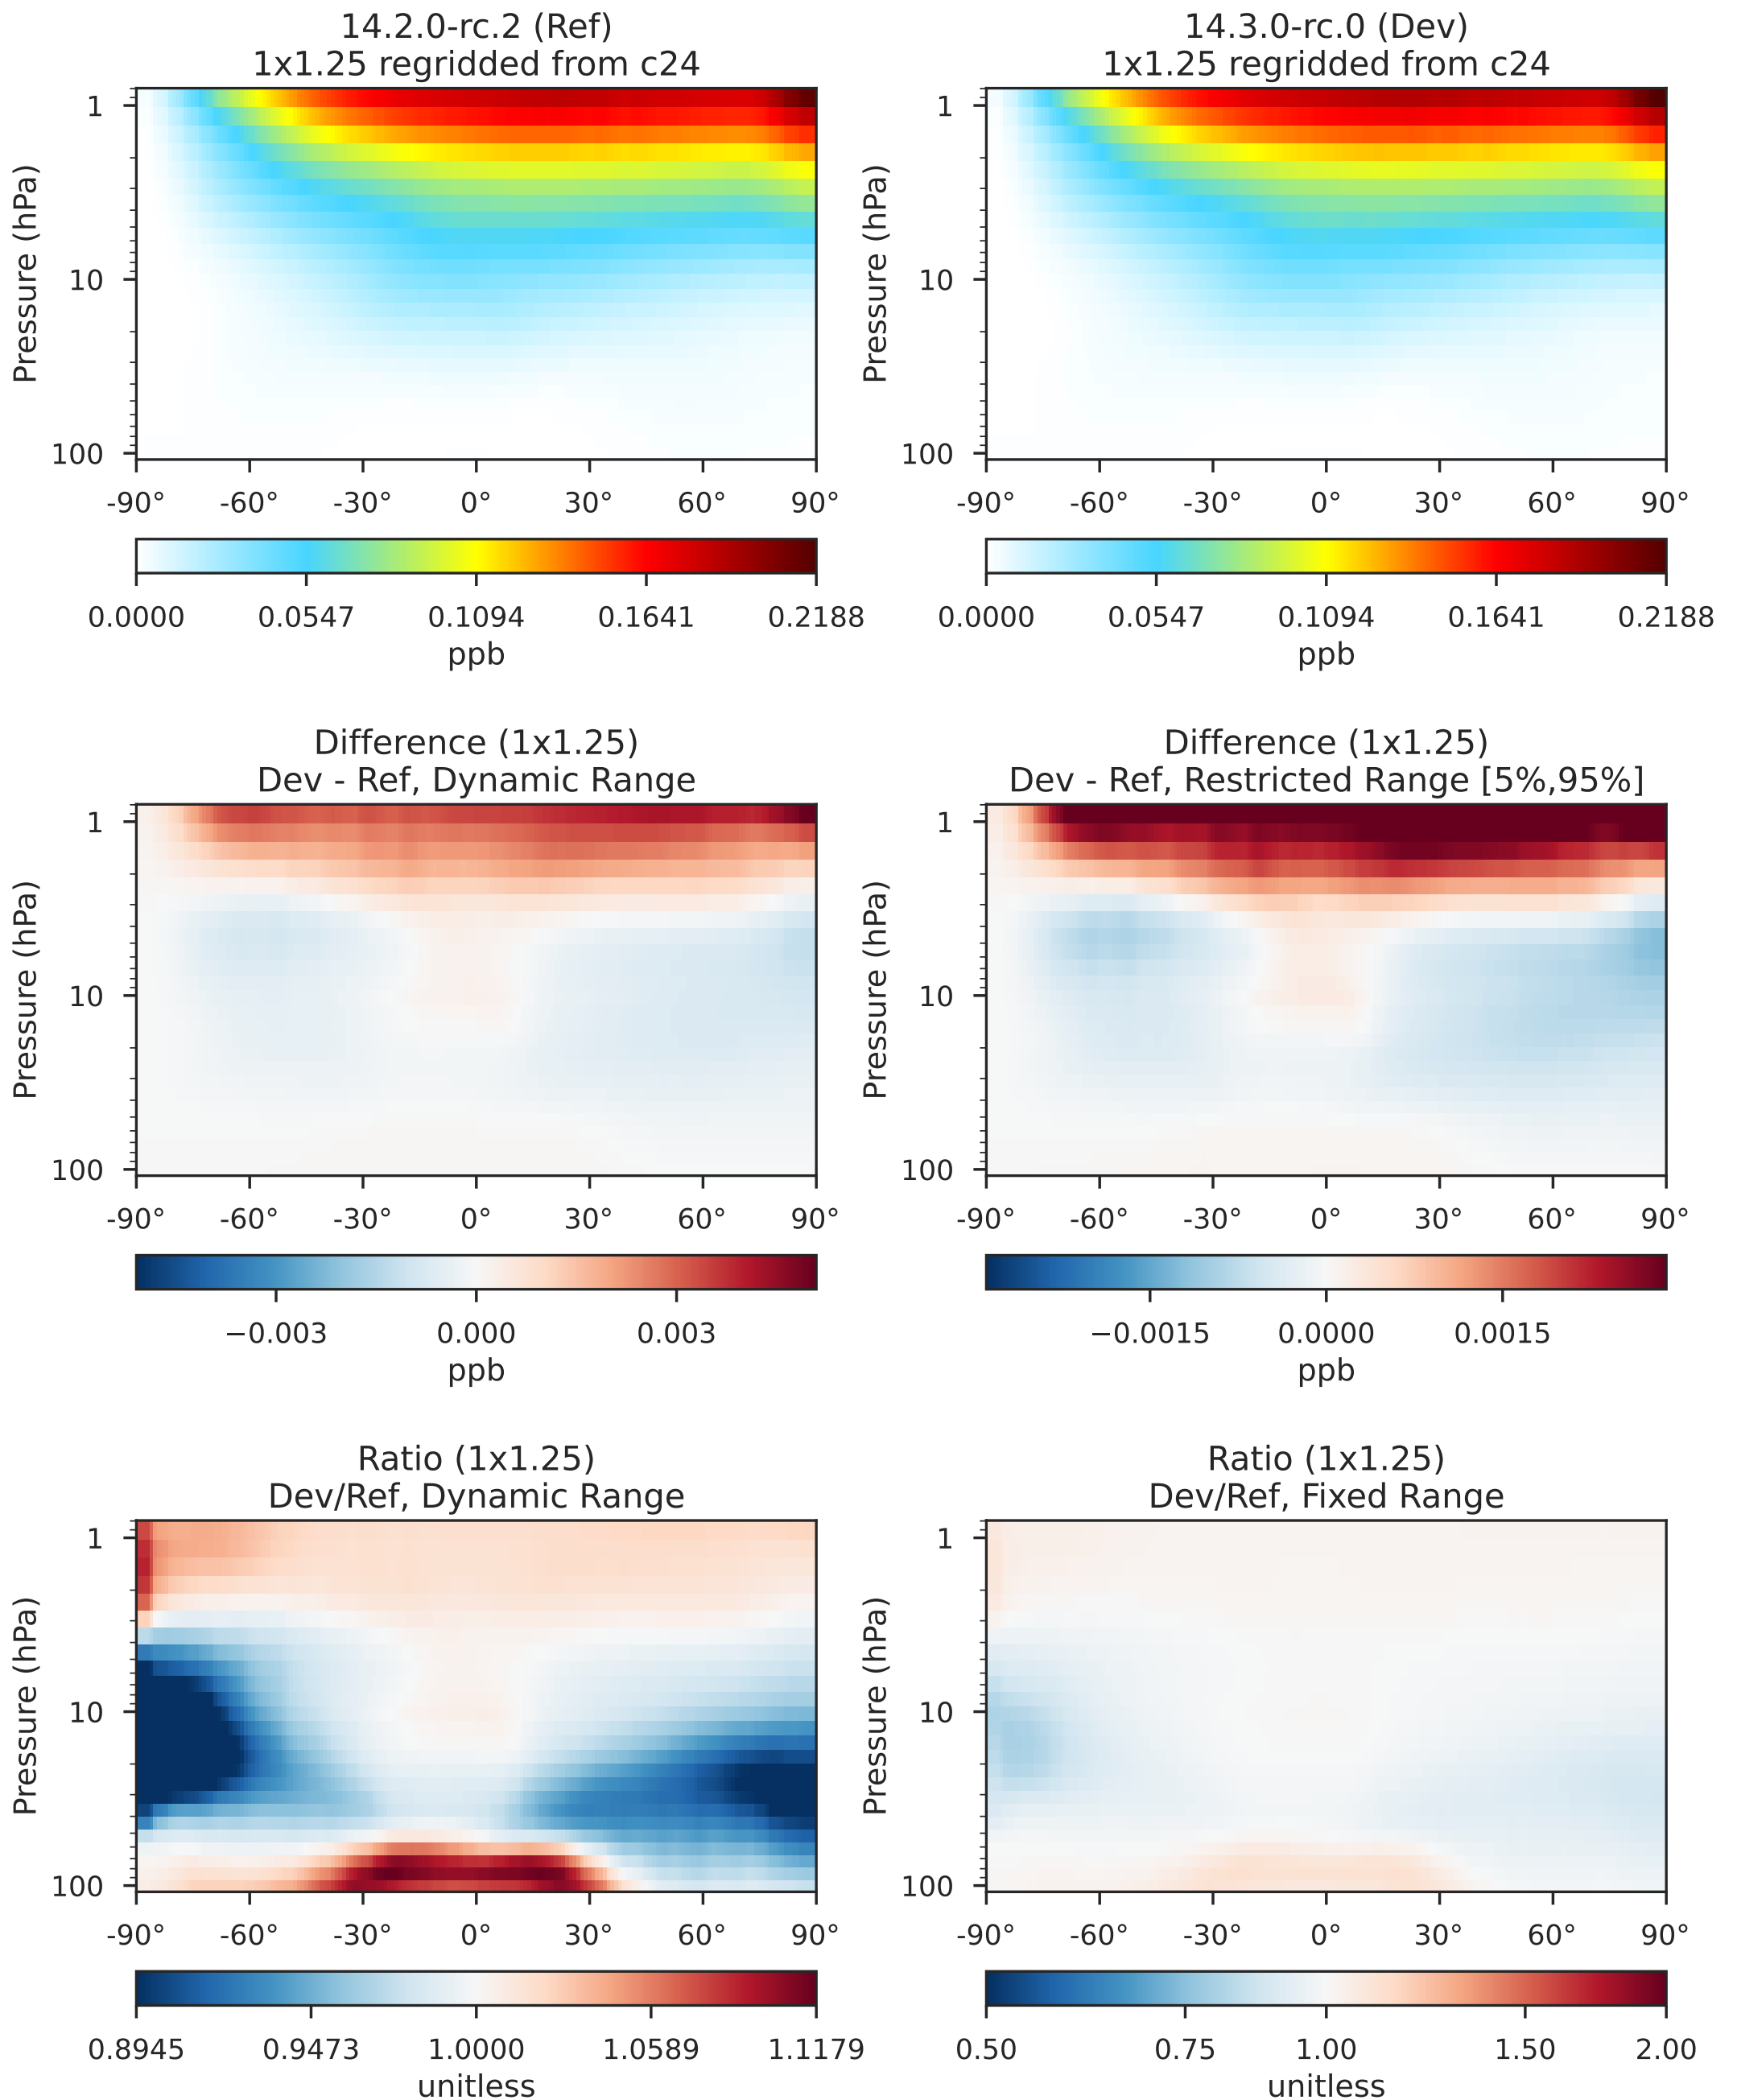 14.2.0-rc.2 (Ref)
1x1.25 regridded from c24
Pressure (hPa)
1
10
100
-90° -60° -30° 0° 30° 60° 90°
0.0000 0.0547 0.1094 0.1641 0.2188
ppb
14.3.0-rc.0 (Dev)
1x1.25 regridded from c24
Pressure (hPa)
1
10
100
-90° -60° -30° 0° 30° 60° 90°
0.0000 0.0547 0.1094 0.1641 0.2188
ppb
Difference (1x1.25)
Dev - Ref, Dynamic Range
Pressure (hPa)
1
10
100
-90° -60° -30° 0° 30° 60° 90°
−0.003 0.000 0.003
ppb
Difference (1x1.25)
Dev - Ref, Restricted Range [5%,95%]
Pressure (hPa)
1
10
100
-90° -60° -30° 0° 30° 60° 90°
−0.0015 0.0000 0.0015
ppb
Ratio (1x1.25)
Dev/Ref, Dynamic Range
Pressure (hPa)
1
10
100
-90° -60° -30° 0° 30° 60° 90°
0.8945 0.9473 1.0000 1.0589 1.1179
unitless
Ratio (1x1.25)
Dev/Ref, Fixed Range
Pressure (hPa)
1
10
100
-90° -60° -30° 0° 30° 60° 90°
0.50 0.75 1.00 1.50 2.00
unitless